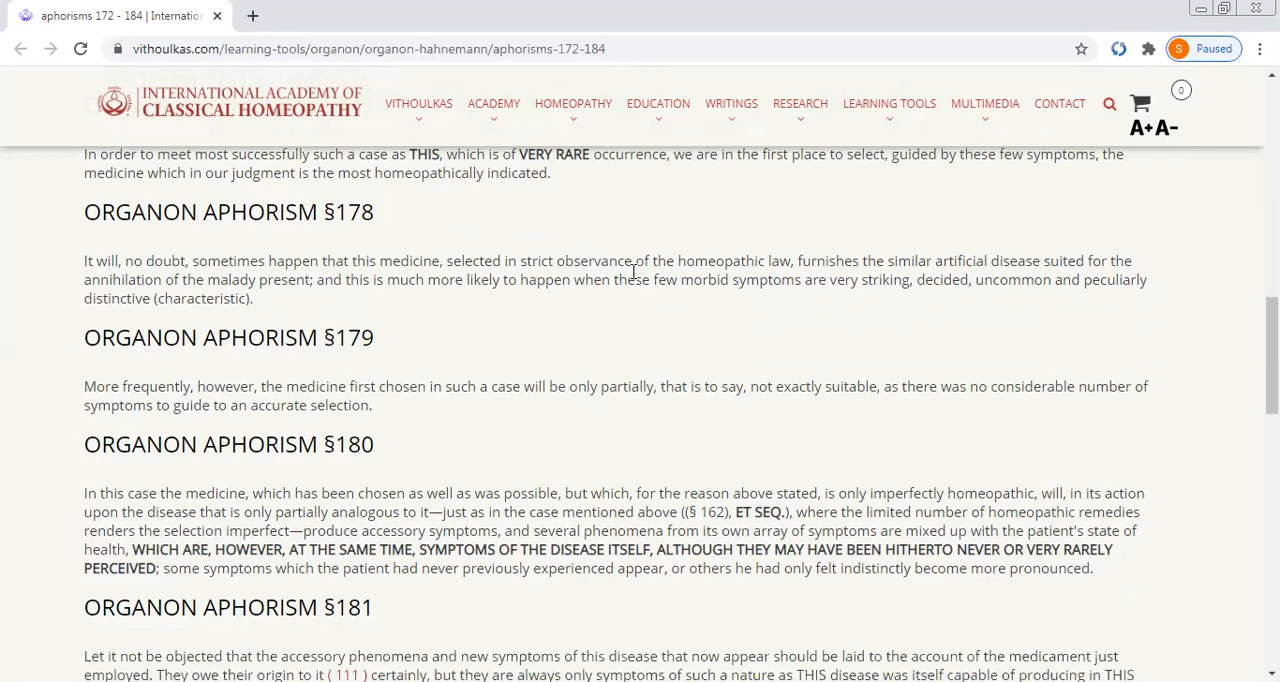 aphorisms 172 - 184 | Internatio
vithoulkas.com/learning-tools/organon/organon-hahnemann/aphorisms-172-184
S Paused
INTERNATIONAL ACADEMY OF
CLASSICAL HOMEOPATHY
VITHOULKAS ACADEMY HOMEOPATHY EDUCATION WRITINGS RESEARCH LEARNING TOOLS MULTIMEDIA CONTACT
0
A+A-
In order to meet most successfully such a case as THIS, which is of VERY RARE occurrence, we are in the first place to select, guided by these few symptoms, the
medicine which in our judgment is the most homeopathically indicated.
ORGANON APHORISM §178
It will, no doubt, sometimes happen that this medicine, selected in strict observance of the homeopathic law, furnishes the similar artificial disease suited for the
annihilation of the malady present; and this is much more likely to happen when these few morbid symptoms are very striking, decided, uncommon and peculiarly
distinctive (characteristic).
ORGANON APHORISM §179
More frequently, however, the medicine first chosen in such a case will be only partially, that is to say, not exactly suitable, as there was no considerable number of
symptoms to guide to an accurate selection.
ORGANON APHORISM §180
In this case the medicine, which has been chosen as well as was possible, but which, for the reason above stated, is only imperfectly homeopathic, will, in its action
upon the disease that is only partially analogous to it—just as in the case mentioned above ((§ 162), ET SEQ.), where the limited number of homeopathic remedies
renders the selection imperfect—produce accessory symptoms, and several phenomena from its own array of symptoms are mixed up with the patient's state of
health, WHICH ARE, HOWEVER, AT THE SAME TIME, SYMPTOMS OF THE DISEASE ITSELF, ALTHOUGH THEY MAY HAVE BEEN HITHERTO NEVER OR VERY RARELY
PERCEIVED; some symptoms which the patient had never previously experienced appear, or others he had only felt indistinctly become more pronounced.
ORGANON APHORISM §181
Let it not be objected that the accessory phenomena and new symptoms of this disease that now appear should be laid to the account of the medicament just
employed. They owe their origin to it ( 111 ) certainly, but they are always only symptoms of such a nature as THIS disease was itself capable of producing in THIS